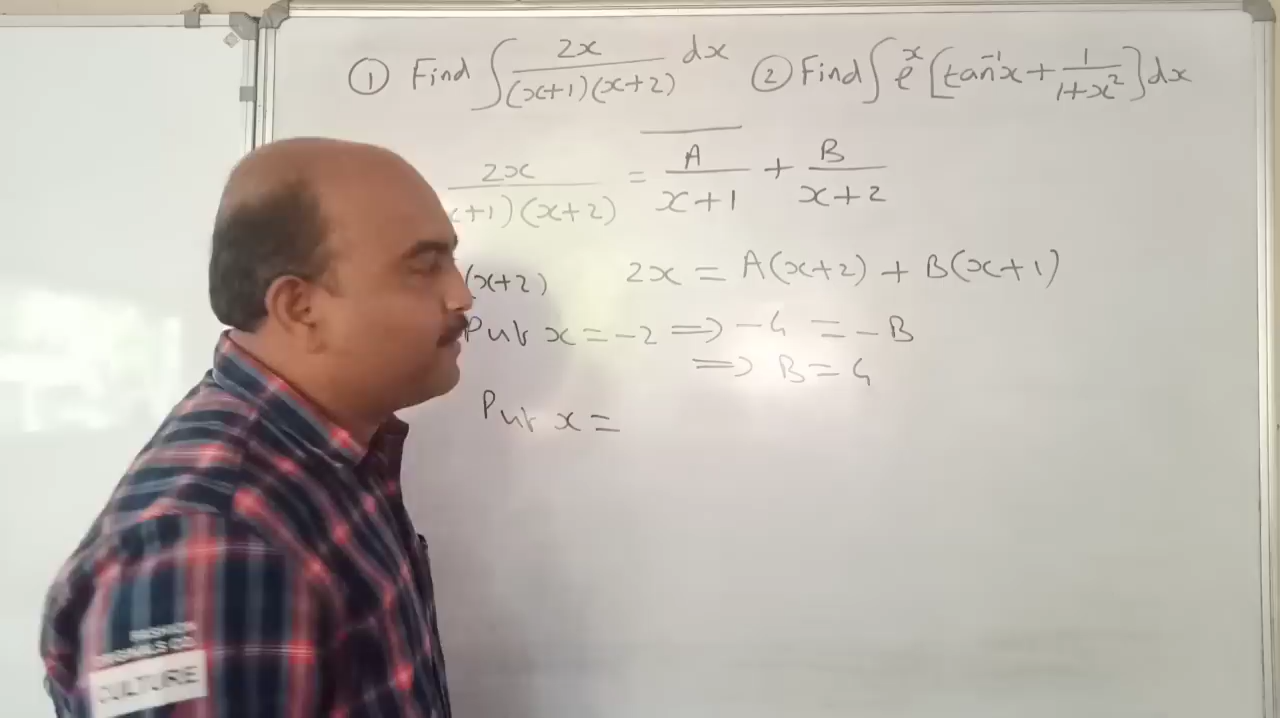 ① Find ∫ 2x/(x+1)(x+2) dx ② Find ∫ eˣ [tan⁻¹x + 1/1+x²] dx
2x/x+1)(x+2) = A/x+1 + B/x+2
(x+2) 2x = A(x+2) + B(x+1)
Put x = -2 ⟹ -4 = -B
⟹ B = 4
Put x =
CULTURE